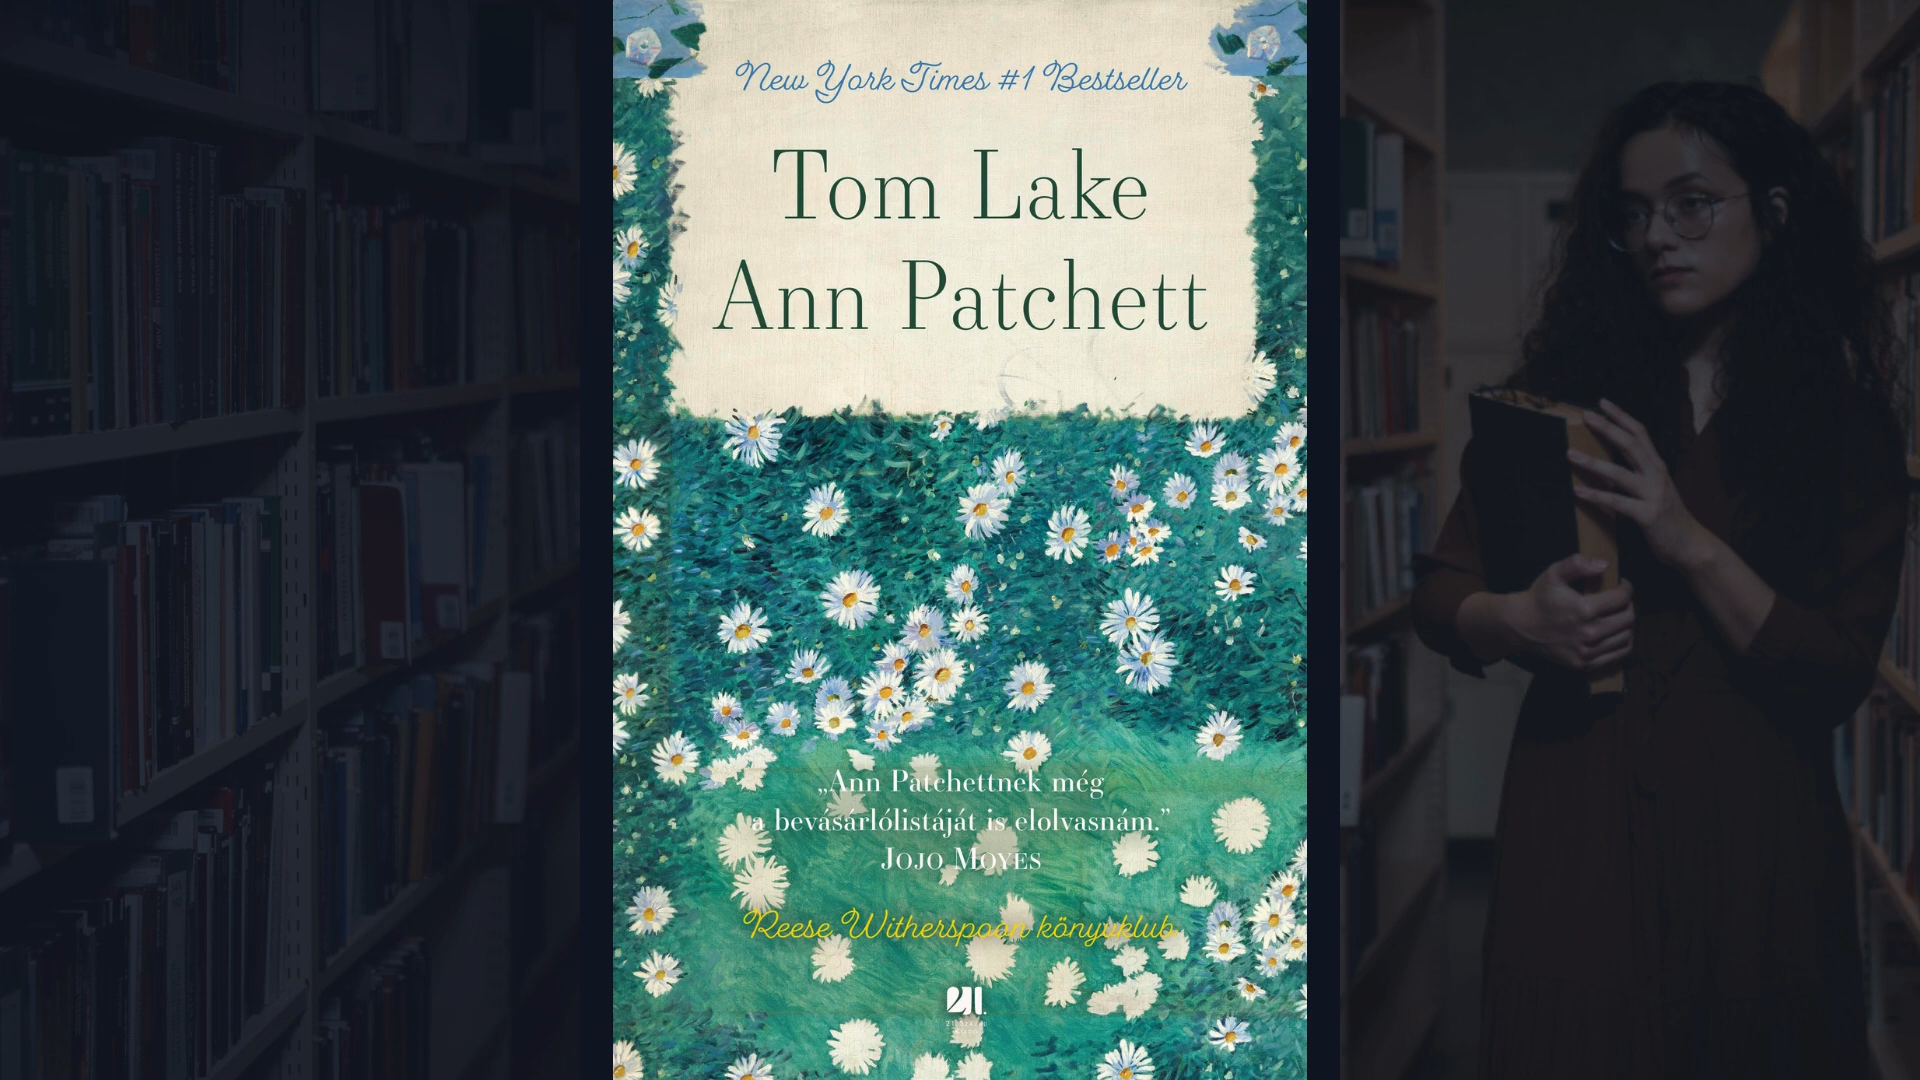 New York Times #1 Bestseller
Tom Lake
Ann Patchett
„Ann Patchettnek még
a bevásárlólistáját is elolvasnám.”
JOJO MOYES
Reese Witherspoon könyvklub
21.